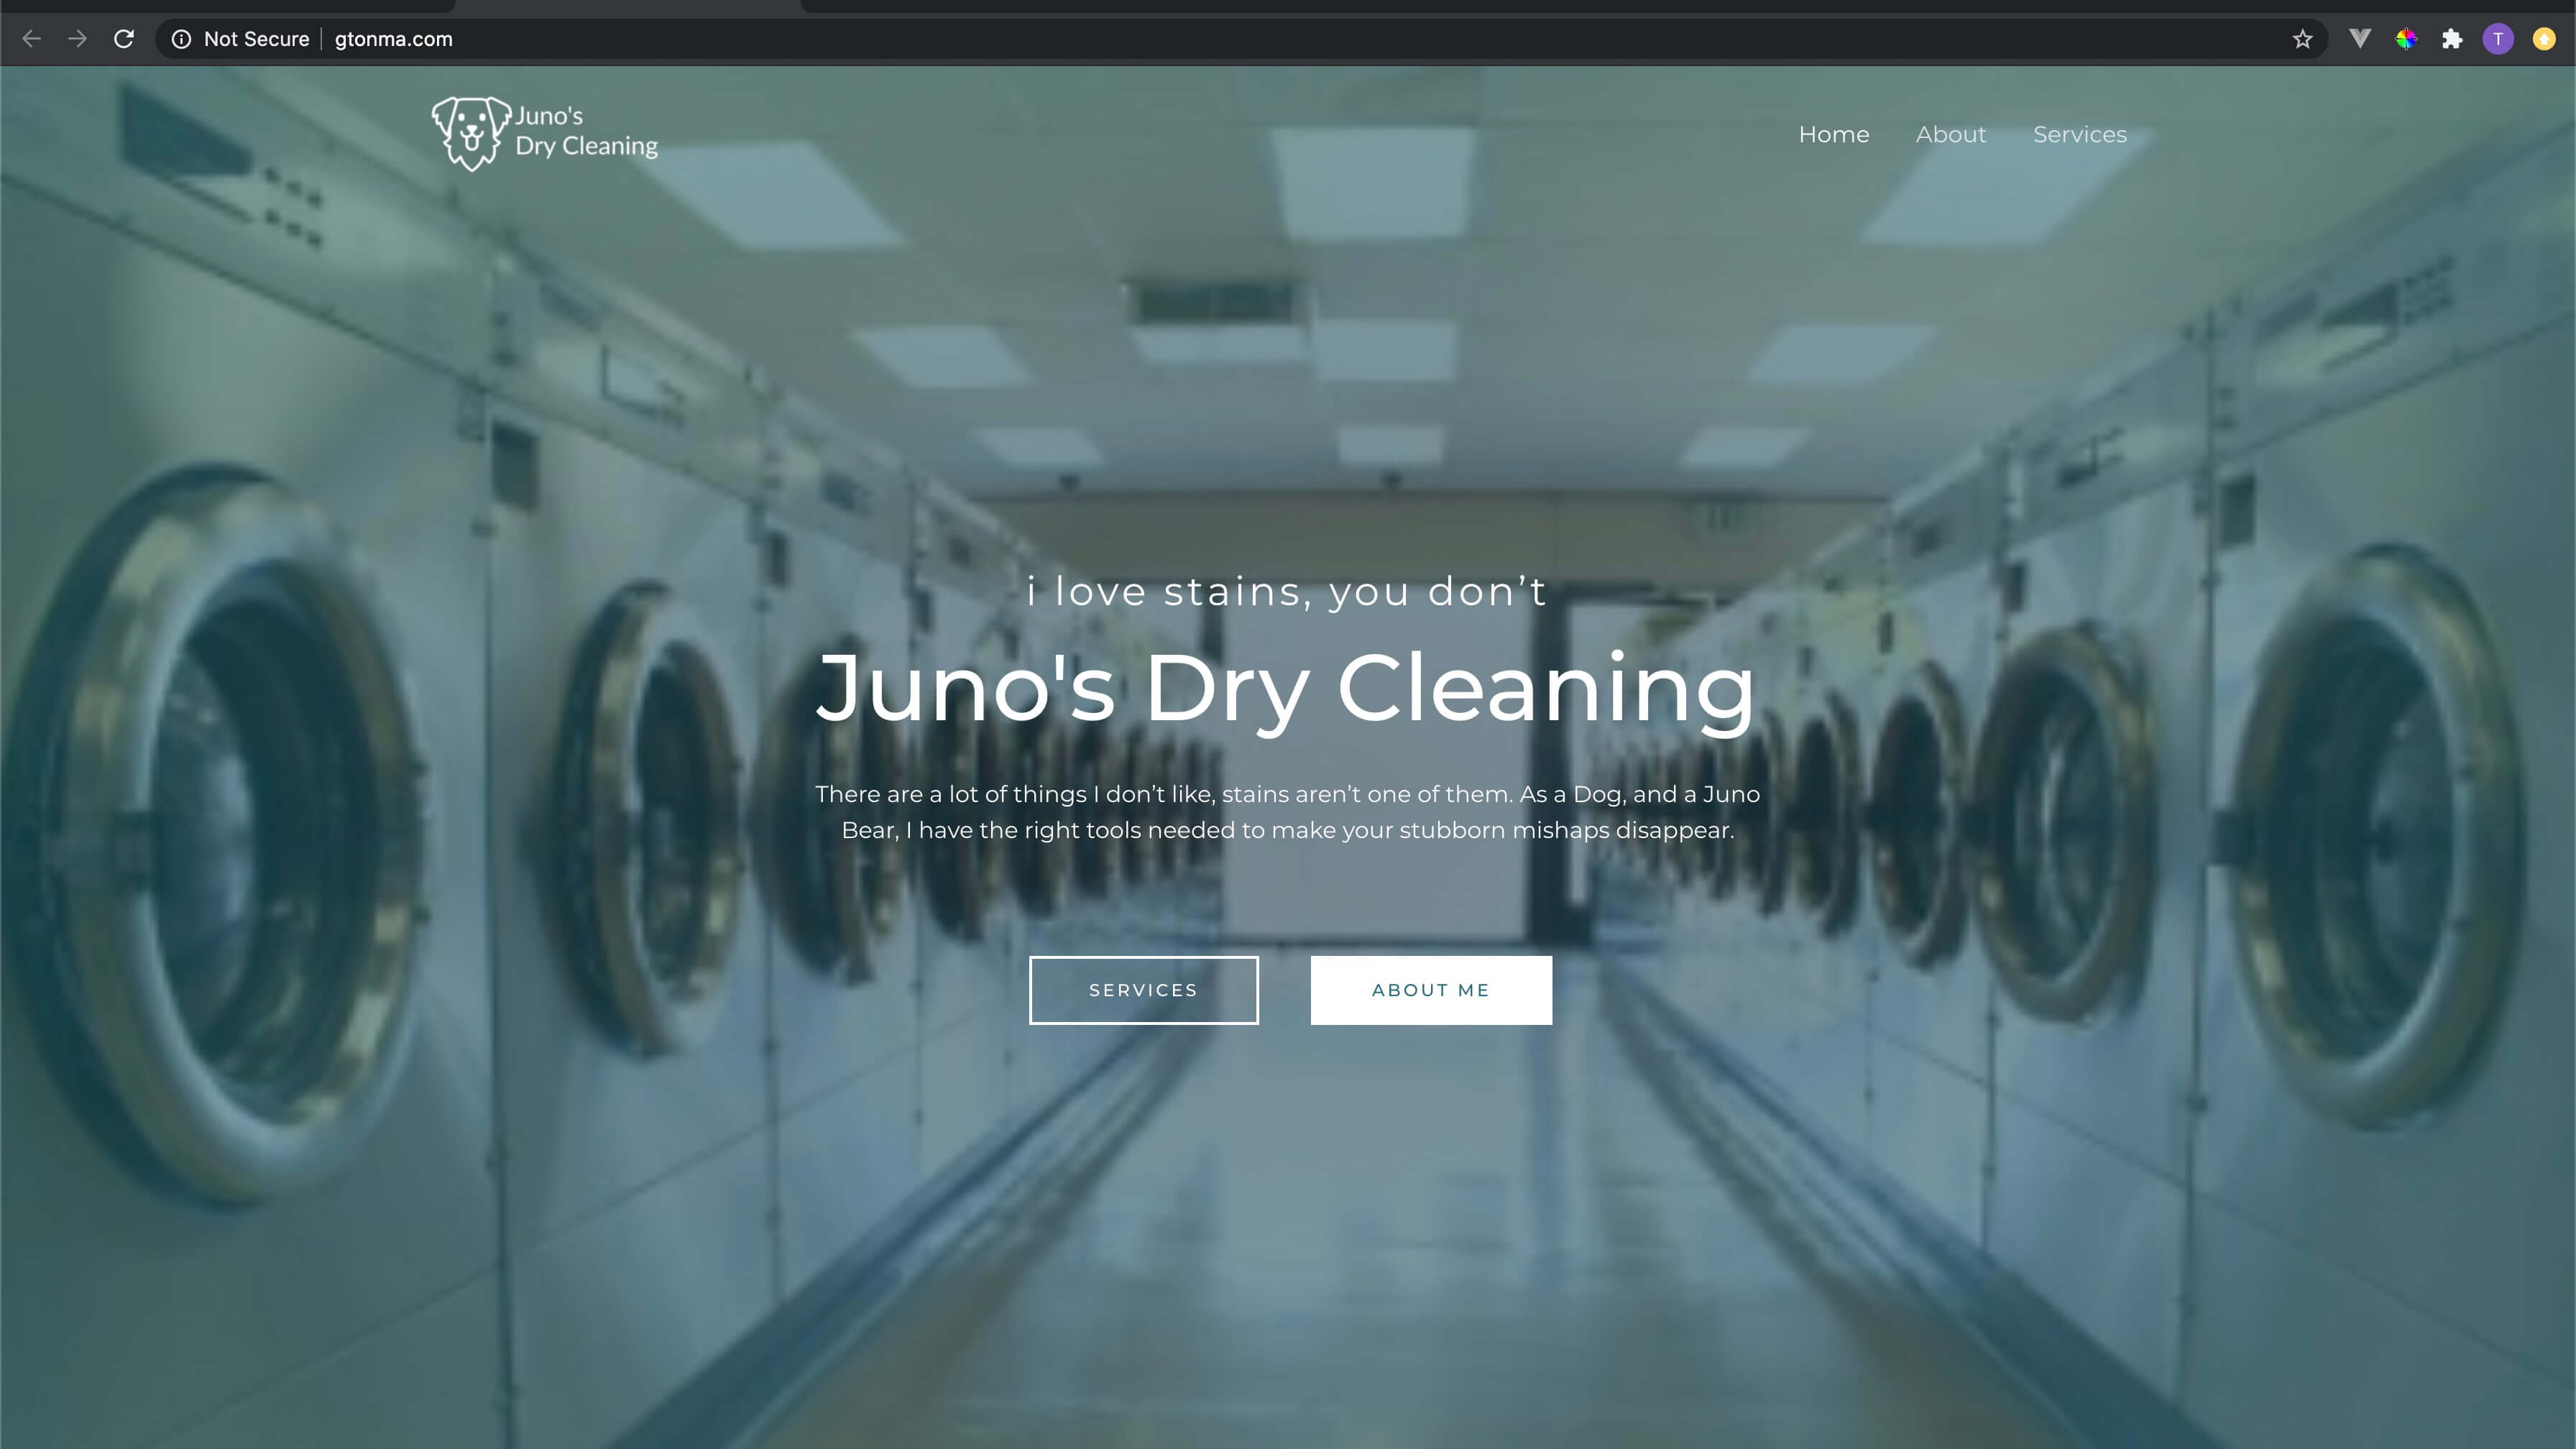 Not Secure
gtonma.com
T
Juno's
Dry Cleaning
Home
About
Services
i love stains, you don’t
Juno's Dry Cleaning
There are a lot of things I don’t like, stains aren’t one of them. As a Dog, and a Juno
Bear, I have the right tools needed to make your stubborn mishaps disappear.
SERVICES
ABOUT ME